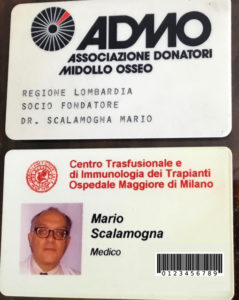 ADMO
ASSOCIAZIONE DONATORI
MIDOLLO OSSEO
REGIONE LOMBARDIA
SOCIO FONDATORE
DR. SCALAMOGNA MARIO
Centro Trasfusionale e
di Immunologia dei Trapianti
Ospedale Maggiore di Milano
Mario
Scalamogna
Medico
0123456789